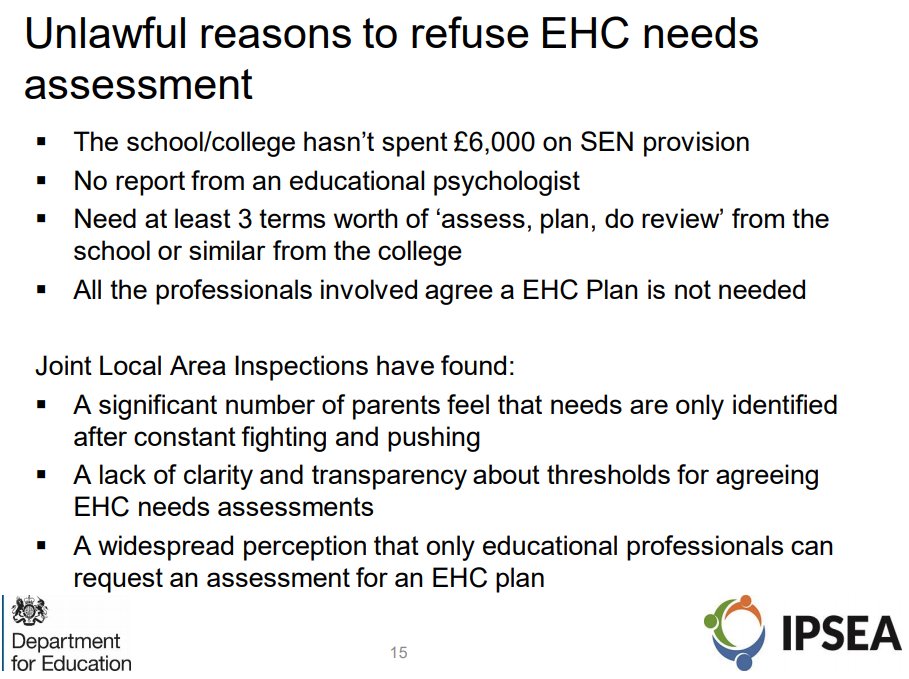 Unlawful reasons to refuse EHC needs
assessment
▪ The school/college hasn’t spent £6,000 on SEN provision
▪ No report from an educational psychologist
▪ Need at least 3 terms worth of ‘assess, plan, do review’ from the
school or similar from the college
▪ All the professionals involved agree a EHC Plan is not needed
Joint Local Area Inspections have found:
▪ A significant number of parents feel that needs are only identified
after constant fighting and pushing
▪ A lack of clarity and transparency about thresholds for agreeing
EHC needs assessments
▪ A widespread perception that only educational professionals can
request an assessment for an EHC plan
Department
for Education
15
IPSEA